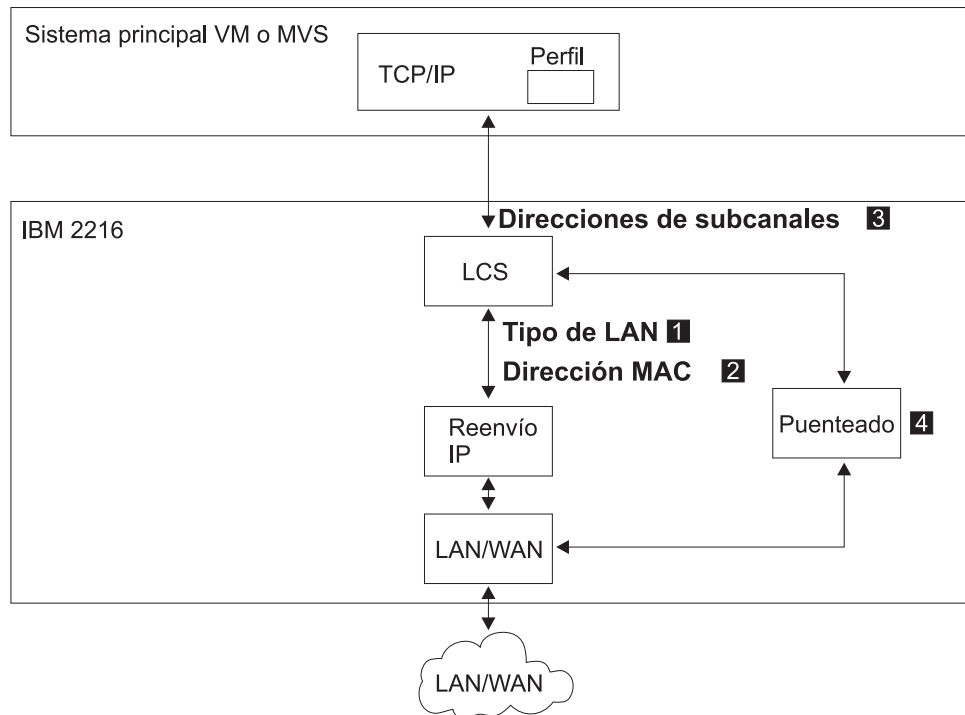 Sistema principal VM o MVS
Perfil
TCP/IP
IBM 2216
Direcciones de subcanales 3
LCS
Tipo de LAN 1
Dirección MAC 2
Reenvío
IP
Puenteado 4
LAN/WAN
LAN/WAN